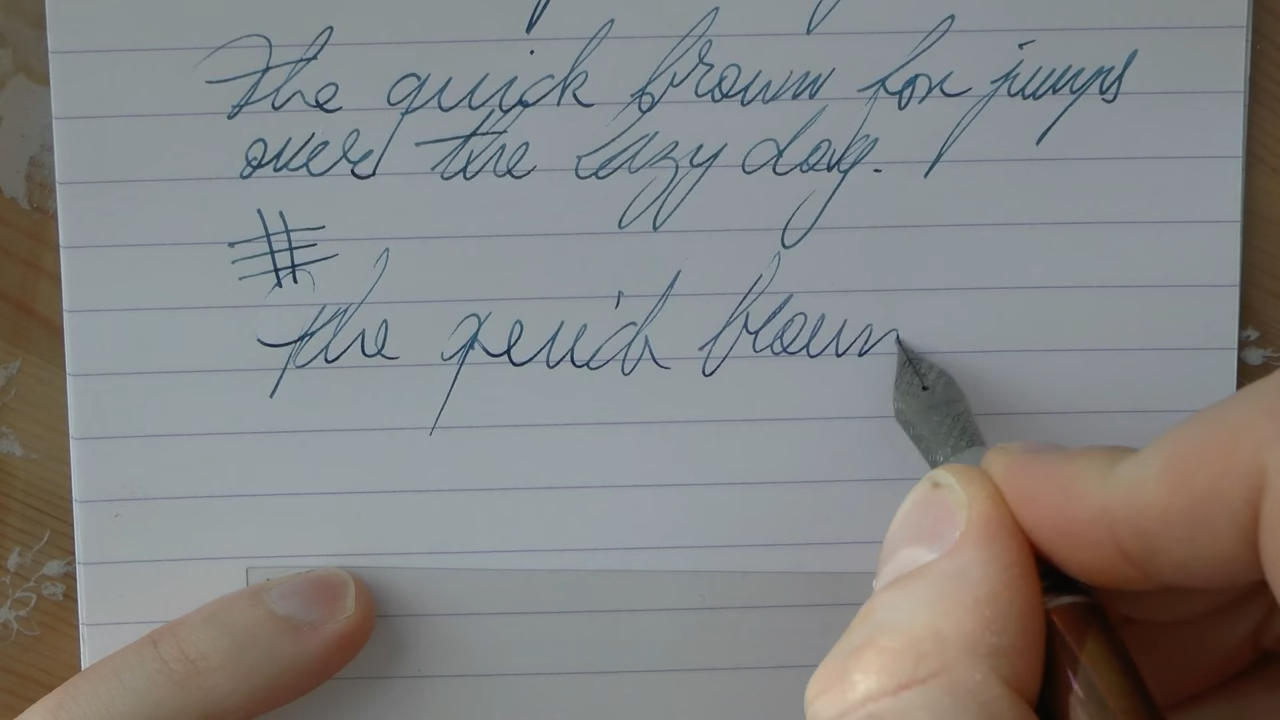 The quick brown fox jumps
over the lazy dog.
#
the quick brown